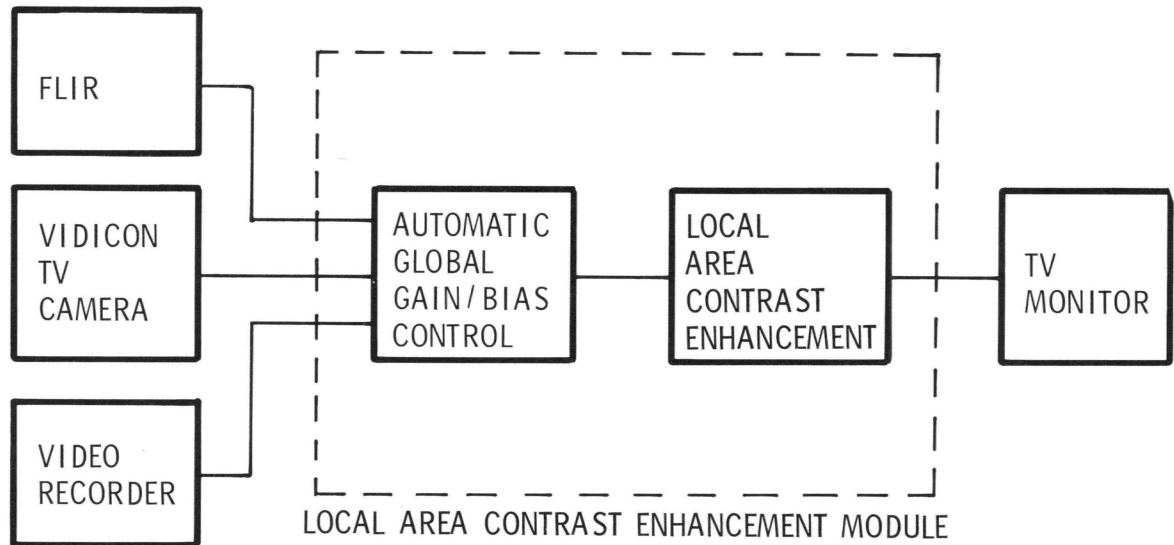 FLIR
VIDICON
TV
CAMERA
VIDEO
RECORDER
AUTOMATIC
GLOBAL
GAIN/BIAS
CONTROL
LOCAL
AREA
CONTRAST
ENHANCEMENT
TV
MONITOR
LOCAL AREA CONTRAST ENHANCEMENT MODULE